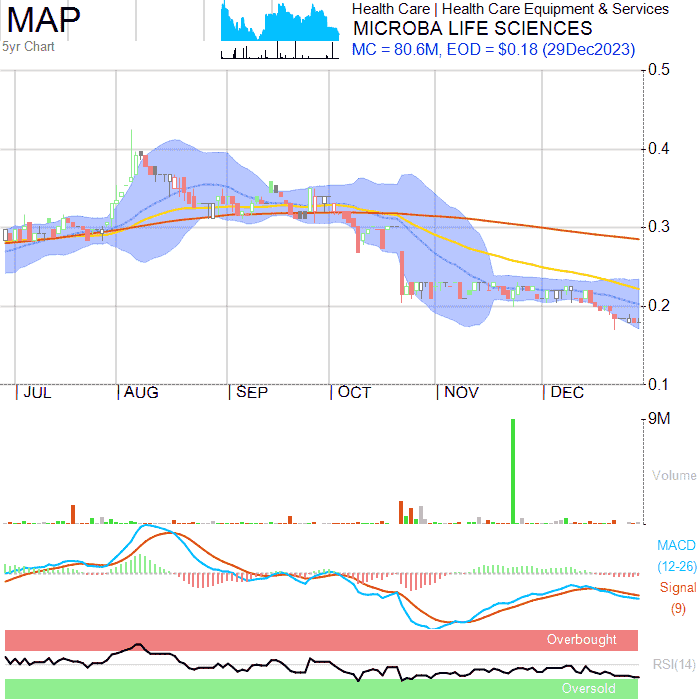 MAP
5yr Chart
Health Care | Health Care Equipment & Services
MICROBA LIFE SCIENCES
MC = 80.6M, EOD = $0.18 (29Dec2023)
0.5
0.4
0.3
0.2
0.1
JUL AUG SEP OCT NOV DEC
9M
Volume
MACD
(12-26)
Signal
(9)
Overbought
RSI(14)
Oversold